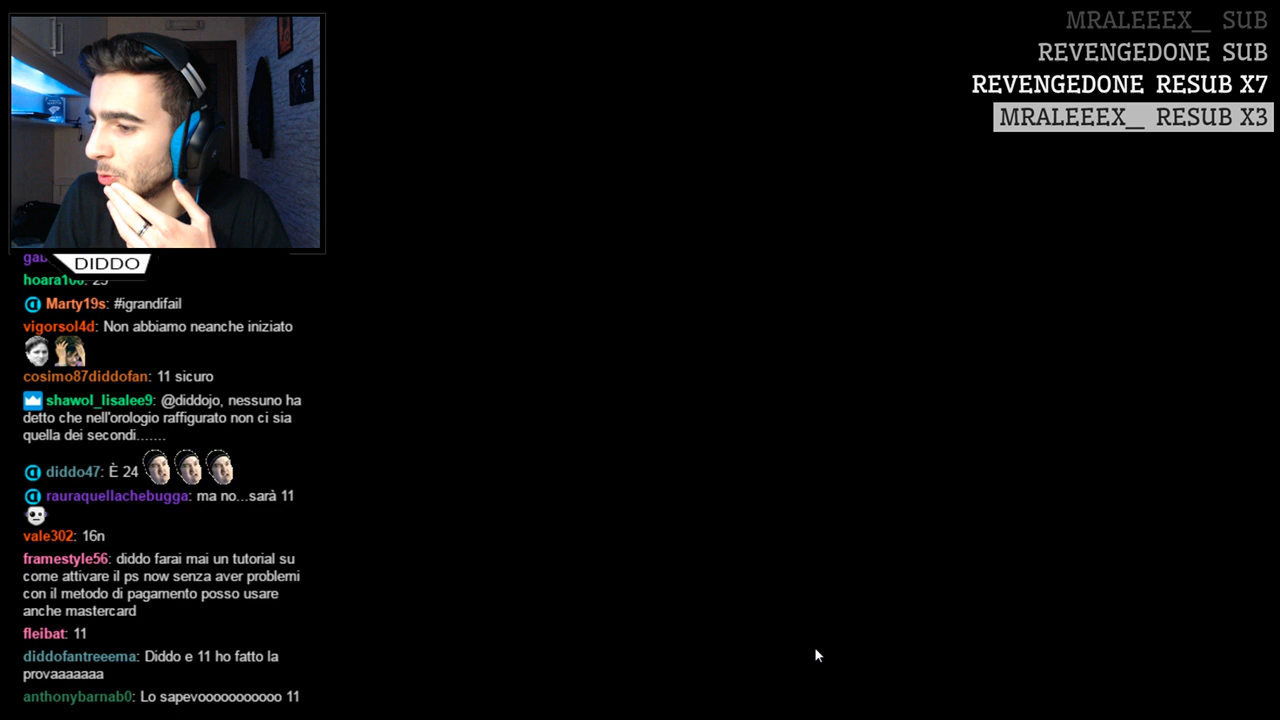 MRALEEEX_ SUB
REVENGEDONE SUB
REVENGEDONE RESUB X7
MRALEEEX_ RESUB X3
DIDDO
hoara100: 25
Marty19s: #igrandifail
vigorsol4d: Non abbiamo neanche iniziato
cosimo87diddofan: 11 sicuro
shawol_lisalee9: @diddojo, nessuno ha
detto che nell'orologio raffigurato non ci sia
quella dei secondi.......
diddo47: È 24
rauraquellachebugga: ma no...sarà 11
vale302: 16n
framestyle56: diddo farai mai un tutorial su
come attivare il ps now senza aver problemi
con il metodo di pagamento posso usare
anche mastercard
fleibat: 11
diddofantreeema: Diddo e 11 ho fatto la
provaaaaaaa
anthonybarnab0: Lo sapevooooooooooo 11